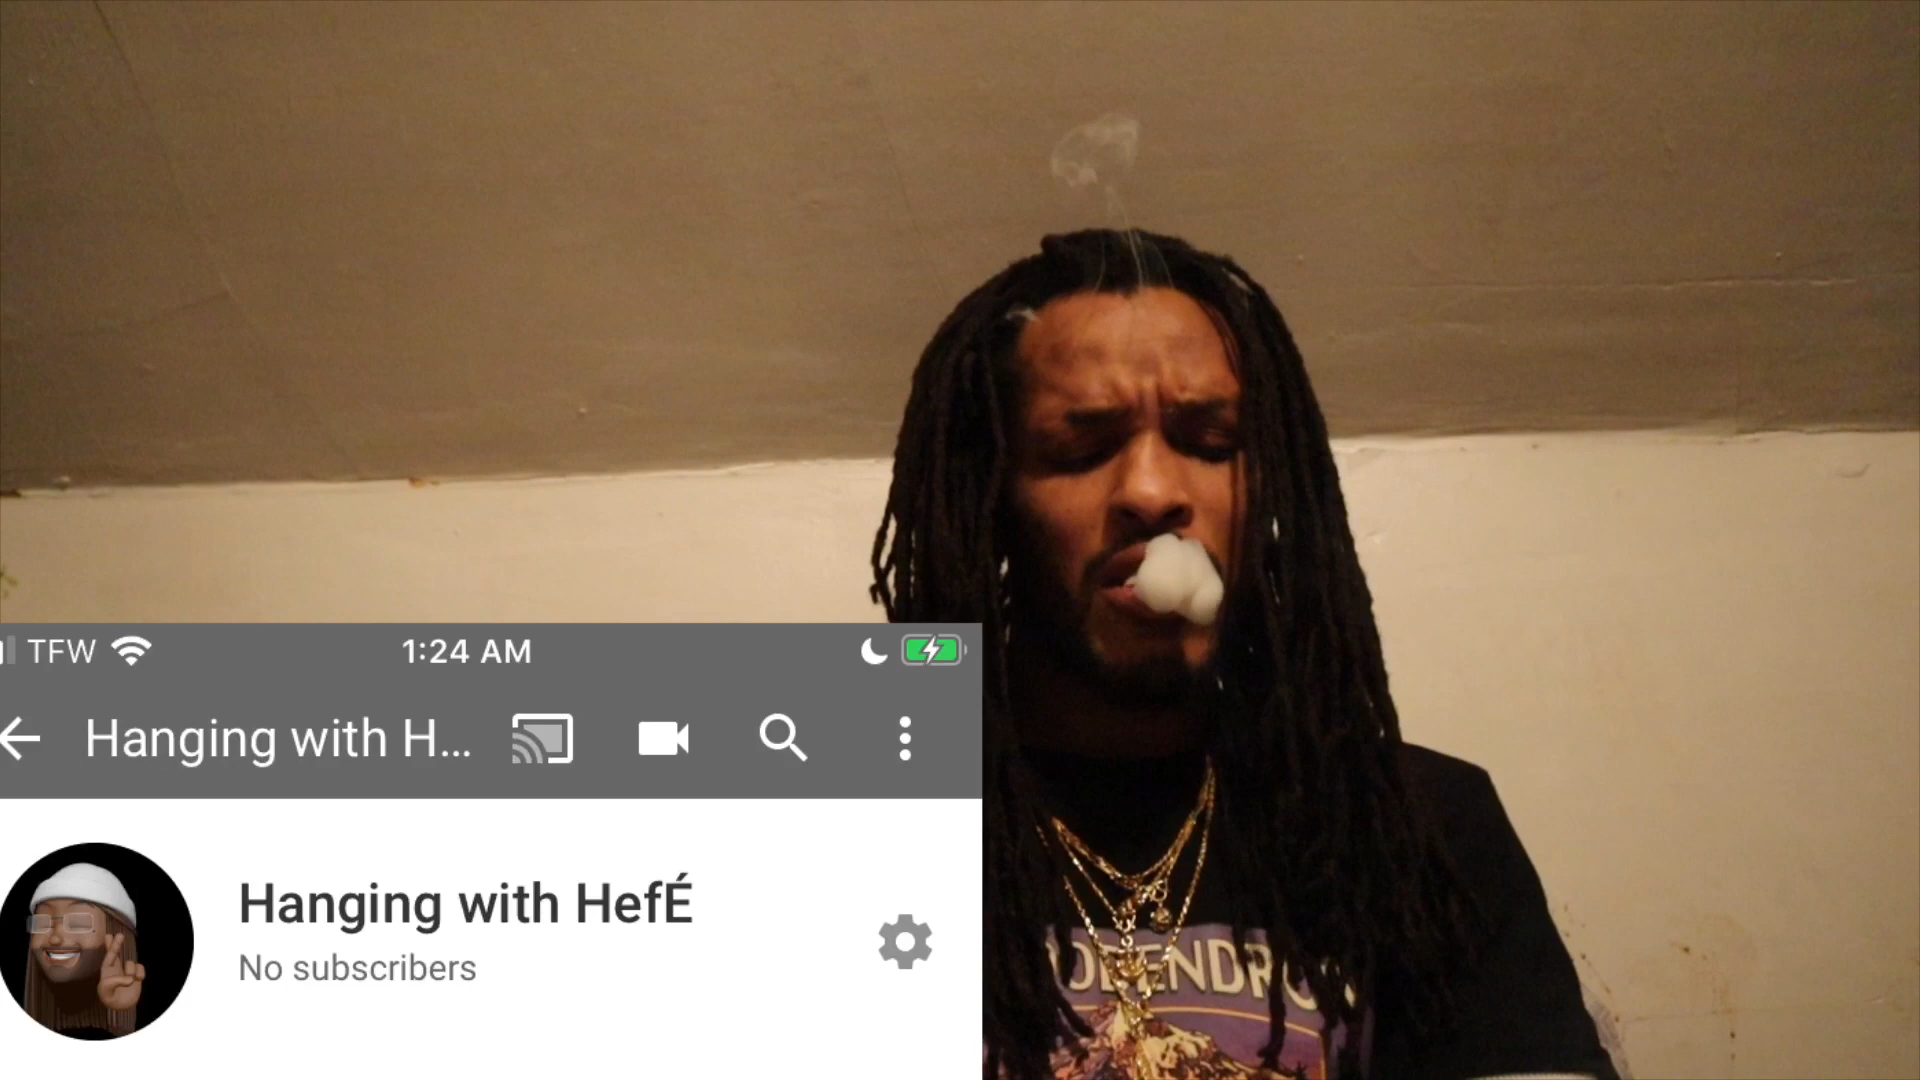 TFW 1:24 AM
Hanging with H...
Hanging with HefÉ
No subscribers